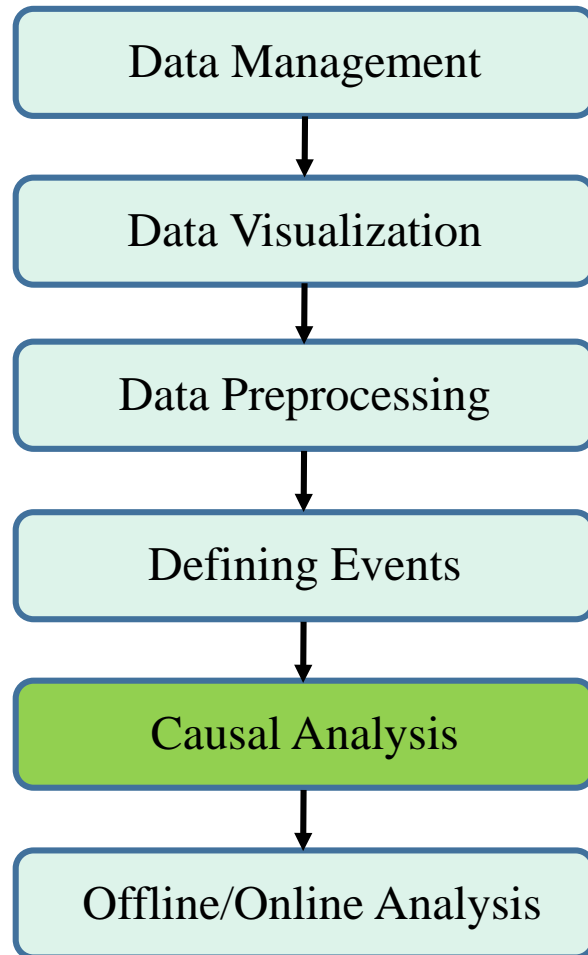 Data Management
Data Visualization
Data Preprocessing
Defining Events
Causal Analysis
Offline/Online Analysis